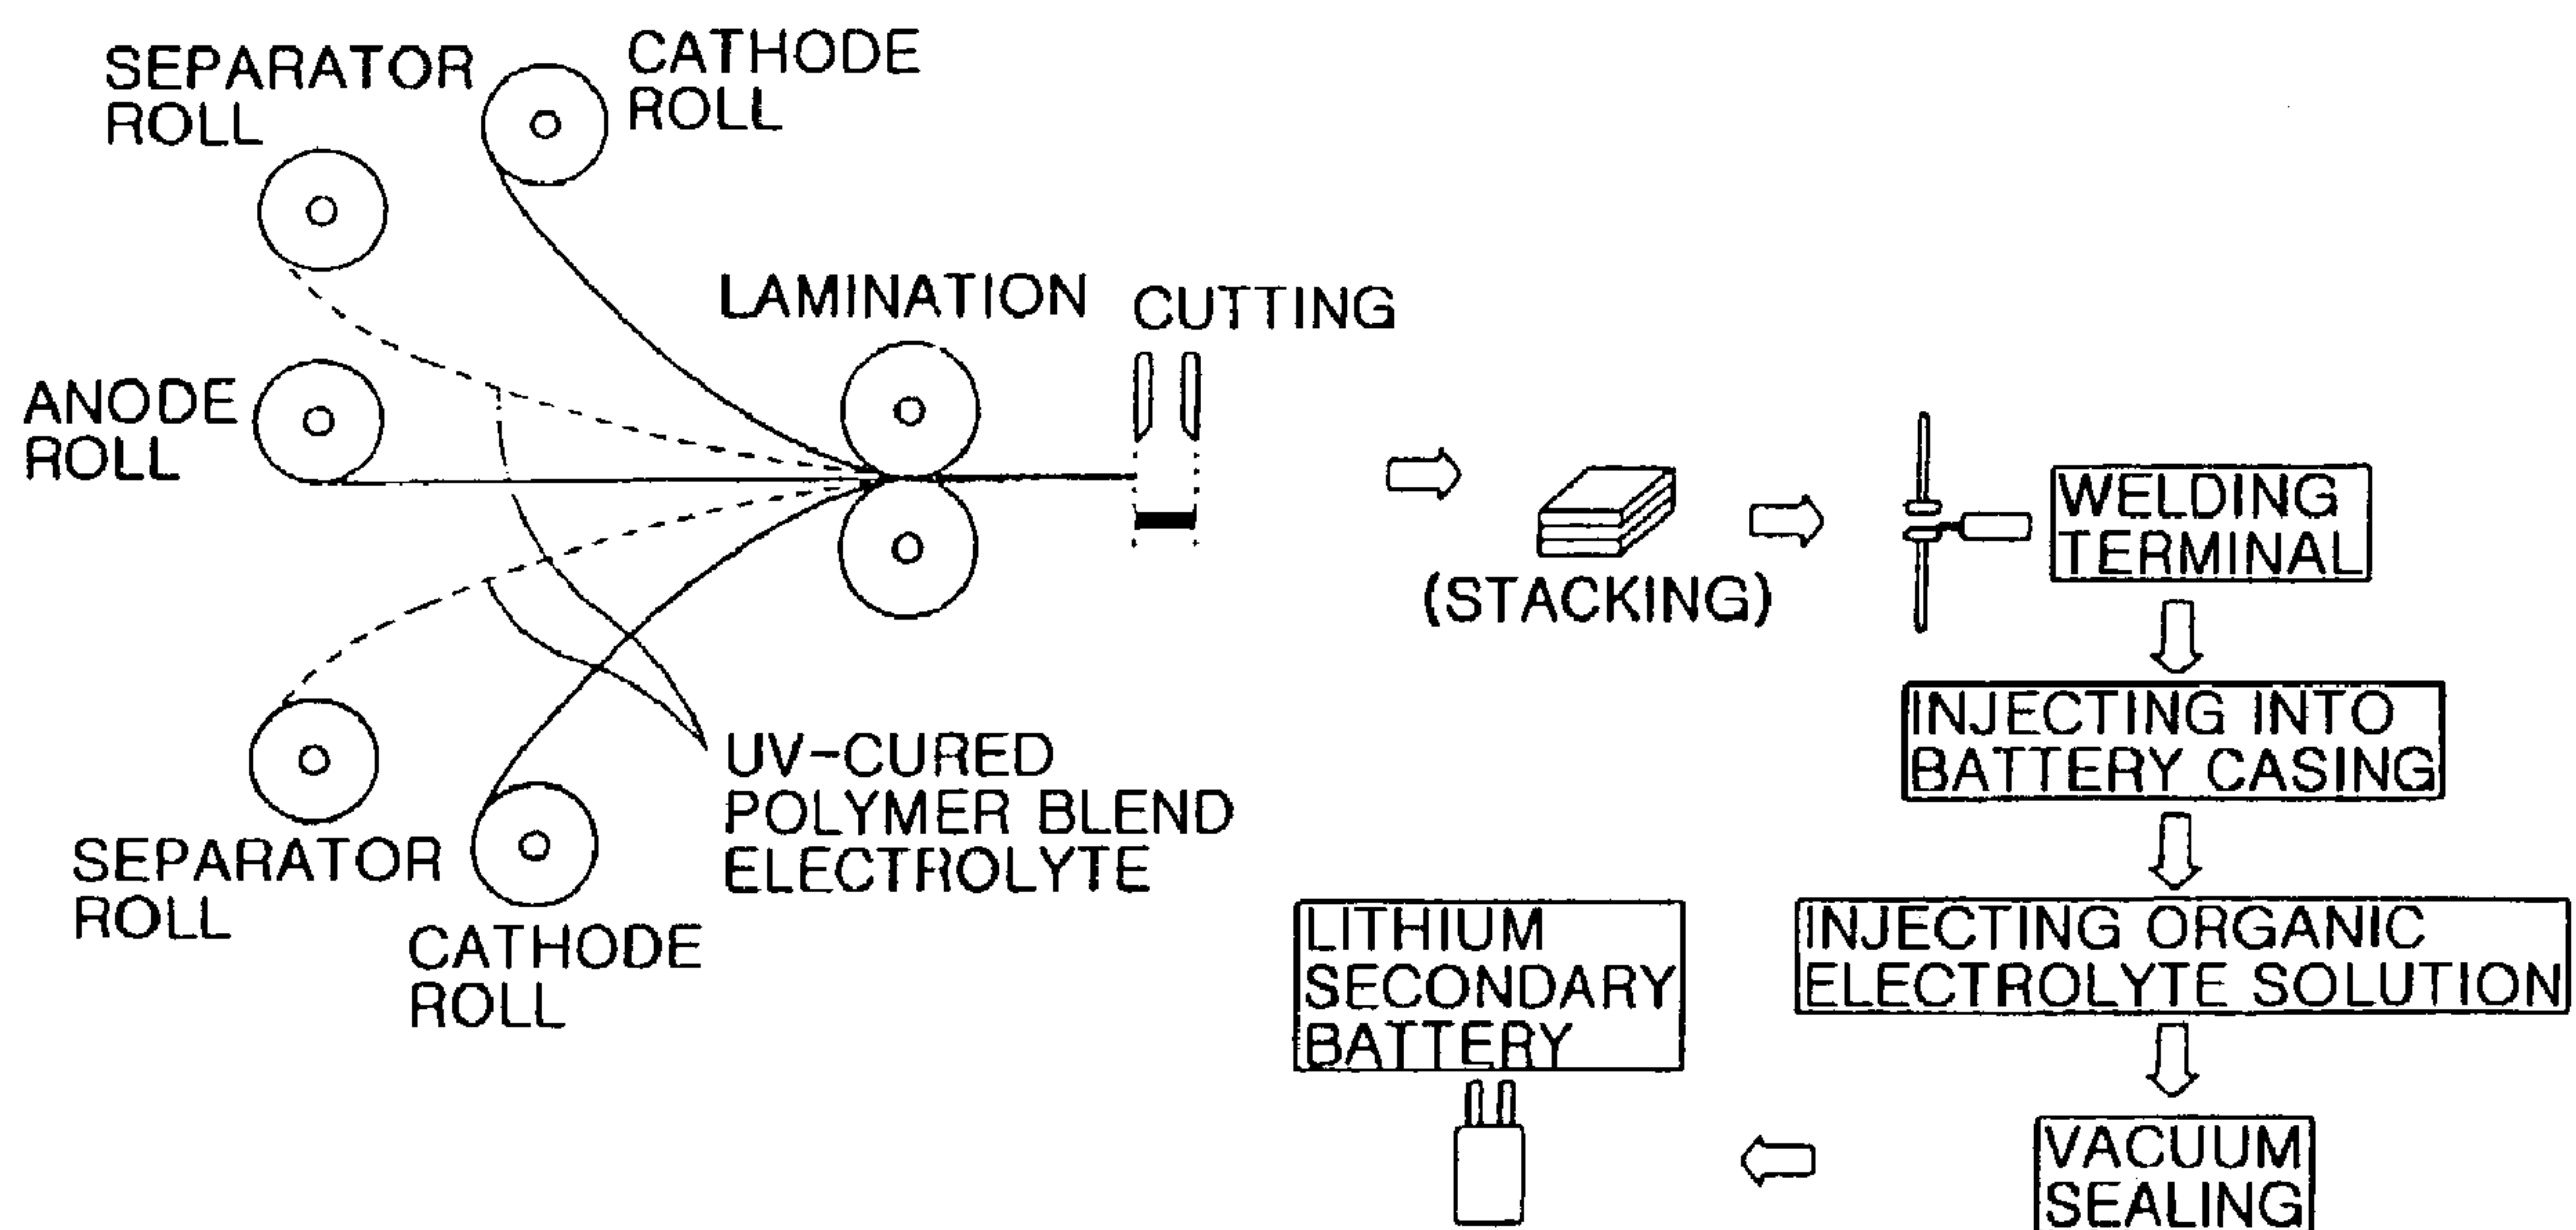 SEPARATOR
ROLL
CATHODE
ROLL
LAMINATION
CUTTING
ANODE
ROLL
(STACKING)
WELDING
TERMINAL
INJECTING INTO
BATTERY CASING
UV-CURED
POLYMER BLEND
ELECTROLYTE
SEPARATOR
ROLL
CATHODE
ROLL
INJECTING ORGANIC
ELECTROLYTE SOLUTION
LITHIUM
SECONDARY
BATTERY
VACUUM
SEALING